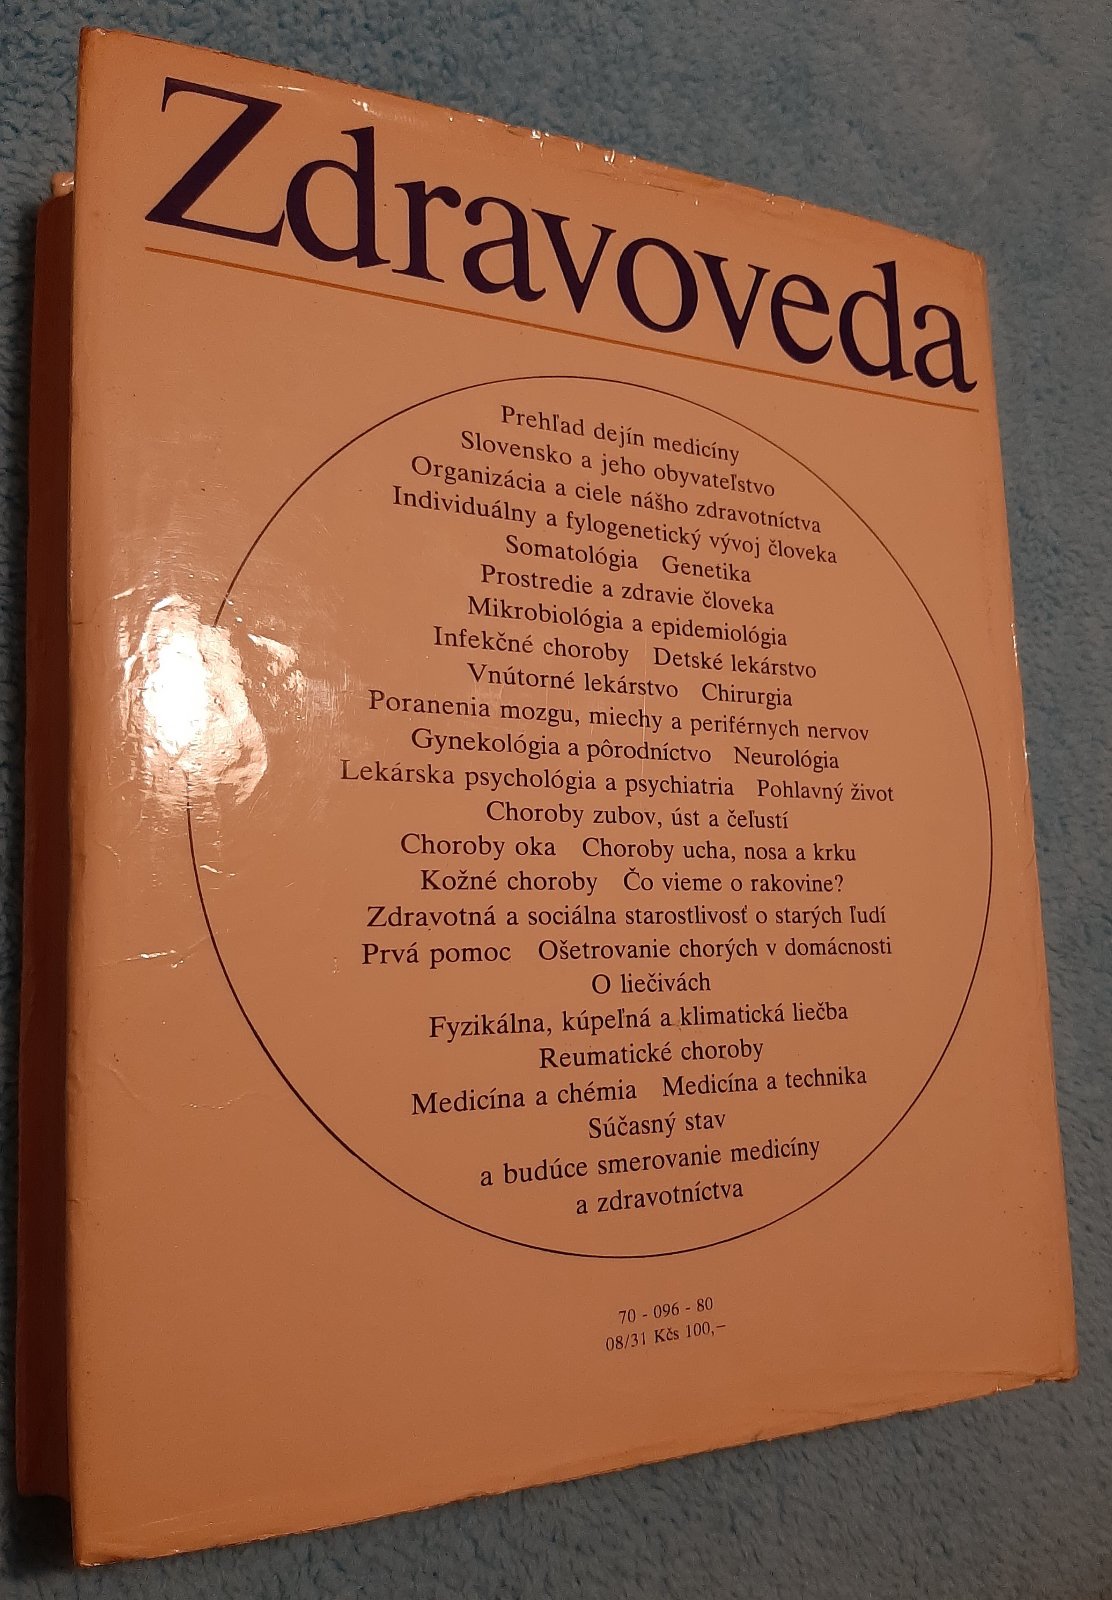 Zdravoveda
Prehľad dejín medicíny
Slovensko a jeho obyvateľstvo
Organizácia a ciele nášho zdravotníctva
Individuálny a fylogenetický vývoj človeka
Somatológia Genetika
Prostredie a zdravie človeka
Mikrobiológia a epidemiológia
Infekčné choroby Detské lekárstvo
Vnútorné lekárstvo Chirurgia
Poranenia mozgu, miechy a periférnych nervov
Gynekológia a pôrodníctvo Neurológia
Lekárska psychológia a psychiatria Pohlavný život
Choroby zubov, úst a čeľustí
Choroby oka Choroby ucha, nosa a krku
Kožné choroby Čo vieme o rakovine?
Zdravotná a sociálna starostlivosť o starých ľudí
Prvá pomoc Ošetrovanie chorých v domácnosti
O liečivách
Fyzikálna, kúpeľná a klimatická liečba
Reumatické choroby
Medicína a chémia Medicína a technika
Súčasný stav
a budúce smerovanie medicíny
a zdravotníctva
70 - 096 - 80
08/31 Kčs 100,–